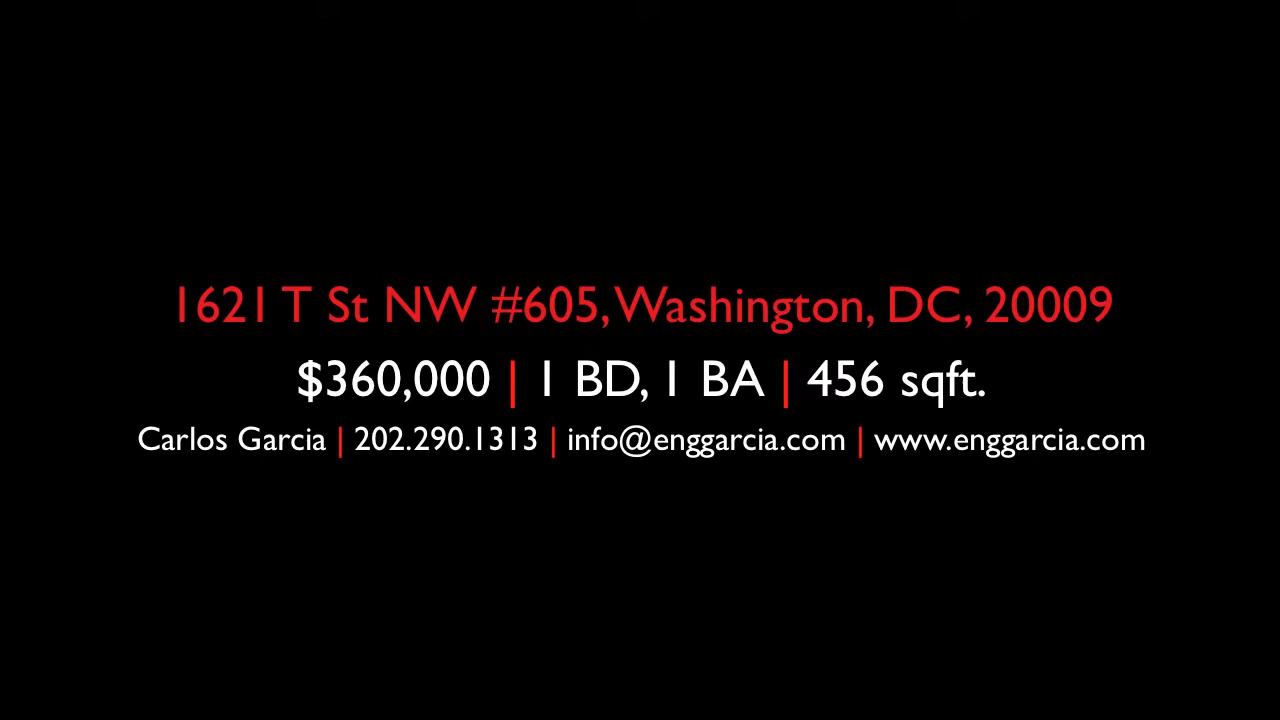 1621 T St NW #605, Washington, DC, 20009
$360,000 | 1 BD, 1 BA | 456 sqft.
Carlos Garcia | 202.290.1313 | info@enggarcia.com | www.enggarcia.com